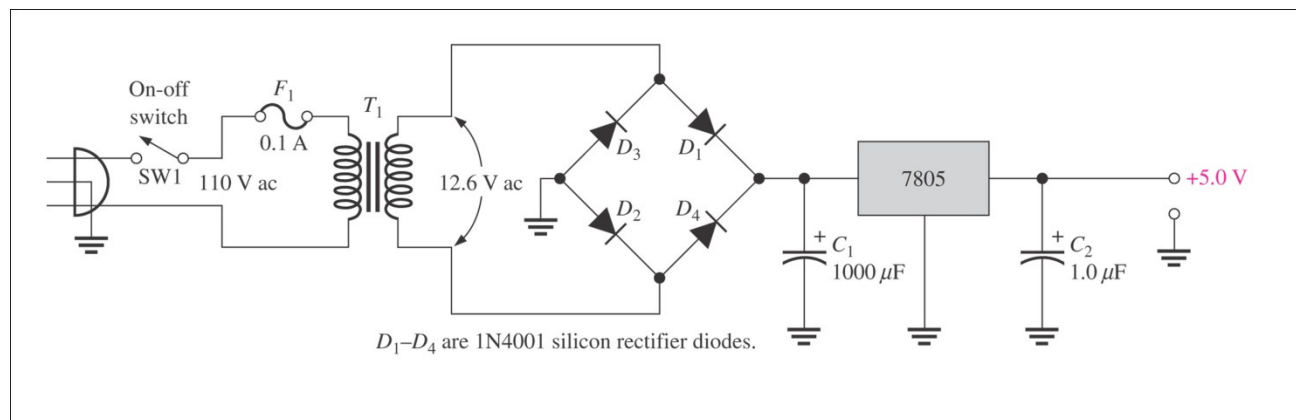 On-off
switch
SW1
F1
0.1 A
110 V ac
T1
12.6 V ac
D3
D1
D2
D4
C1
1000 μF
7805
C2
1.0 μF
+5.0 V
+
+
D1–D4 are 1N4001 silicon rectifier diodes.